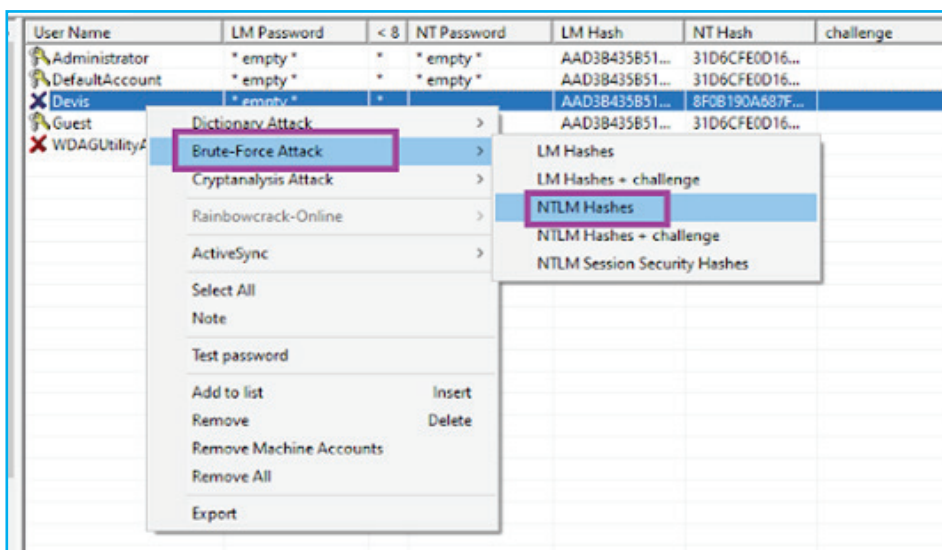 User Name LM Password < 8 NT Password LM Hash NT Hash challenge
Administrator * empty * * * empty * AAD3B435B51... 31D6CFE0D16...
DefaultAccount * empty * * * empty * AAD3B435B51... 31D6CFE0D16...
Devis * empty * * AAD3B435B51... 8F0B190A687F...
Guest Dictionary Attack > AAD3B435B51... 31D6CFE0D16...
WDAGUtilityA Brute-Force Attack > LM Hashes
Cryptanalysis Attack > LM Hashes + challenge
Rainbowcrack-Online > NTLM Hashes
NTLM Hashes + challenge
ActiveSync > NTLM Session Security Hashes
Select All
Note
Test password
Add to list Insert
Remove Delete
Remove Machine Accounts
Remove All
Export